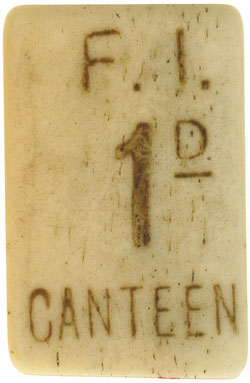 F. I.
1D
CANTEEN